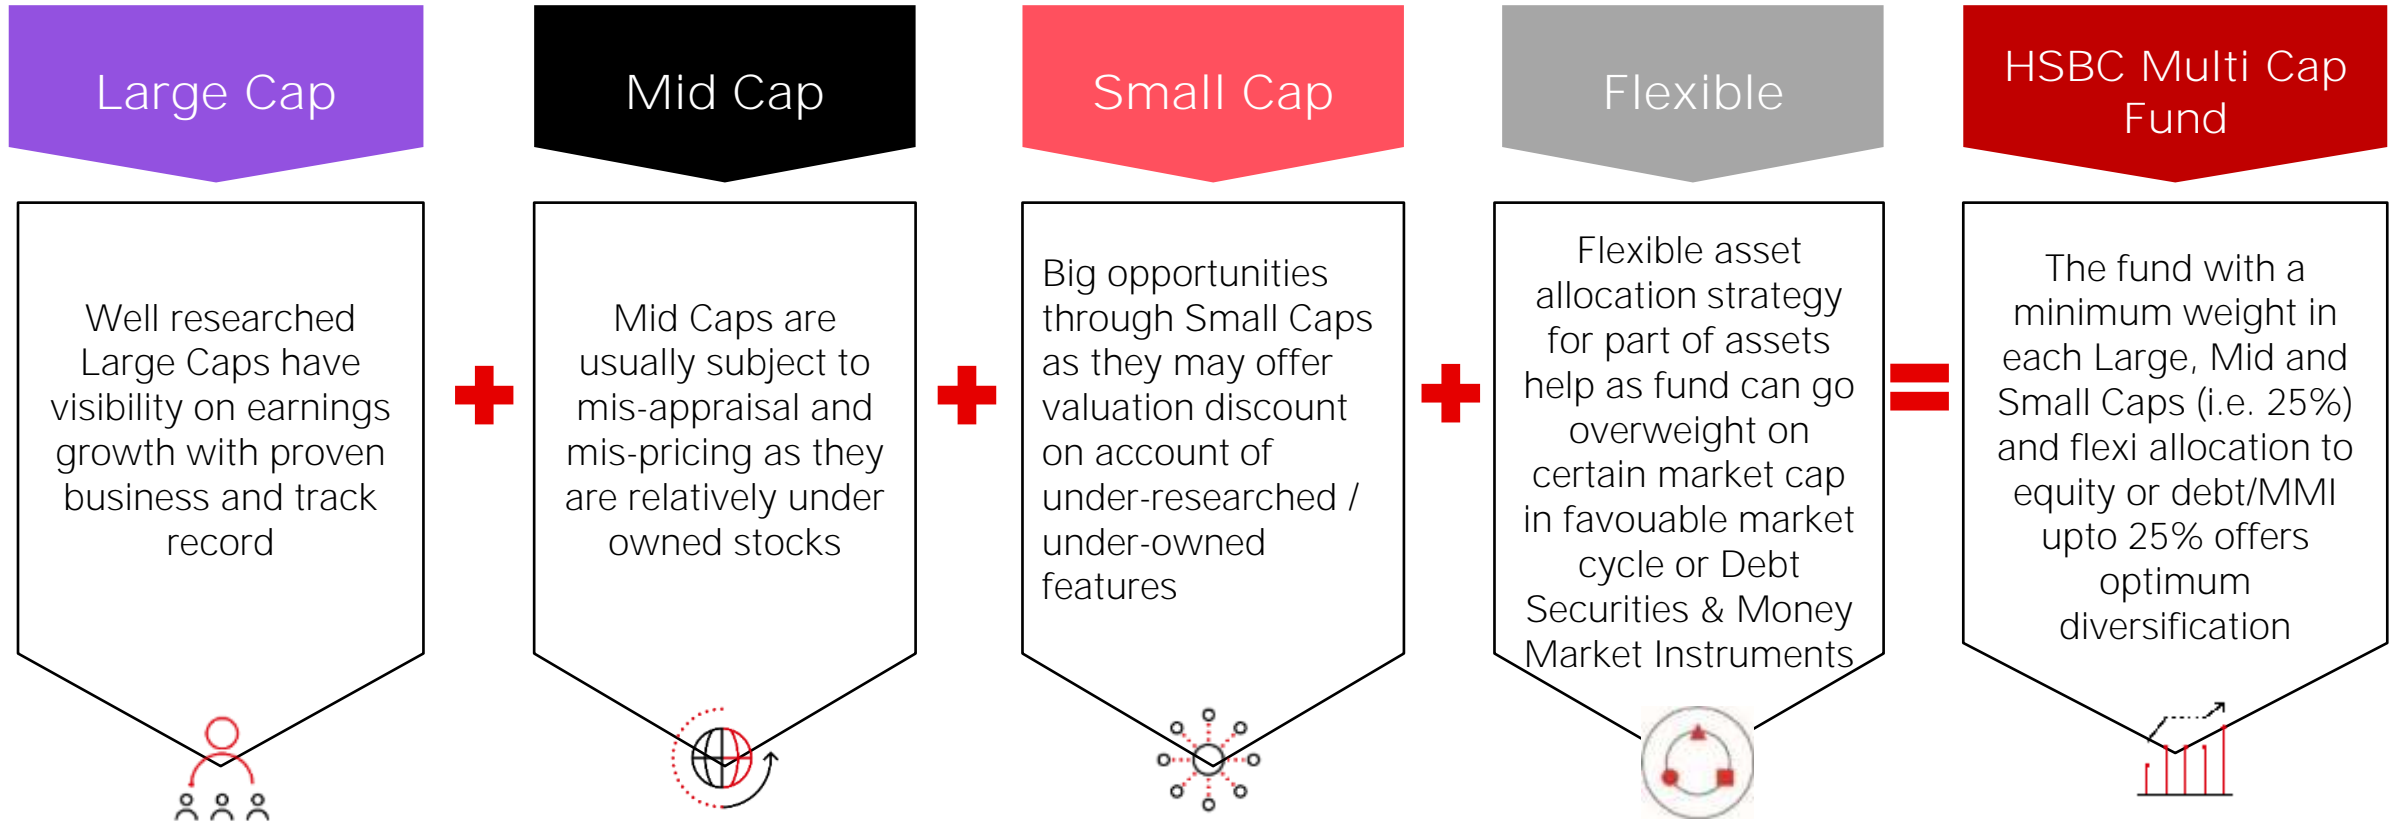 Large Cap
Well researched
Large Caps have
visibility on earnings
growth with proven
business and track
record
Mid Cap
Mid Caps are
usually subject to
mis-appraisal and
mis-pricing as they
are relatively under
owned stocks
Small Cap
Big opportunities
through Small Caps
as they may offer
valuation discount
on account of
under-researched /
under-owned
features
Flexible
Flexible asset
allocation strategy
for part of assets
help as fund can go
overweight on
certain market cap
in favouable market
cycle or Debt
Securities & Money
Market Instruments
HSBC Multi Cap
Fund
The fund with a
minimum weight in
each Large, Mid and
Small Caps (i.e. 25%)
and flexi allocation to
equity or debt/MMI
upto 25% offers
optimum
diversification